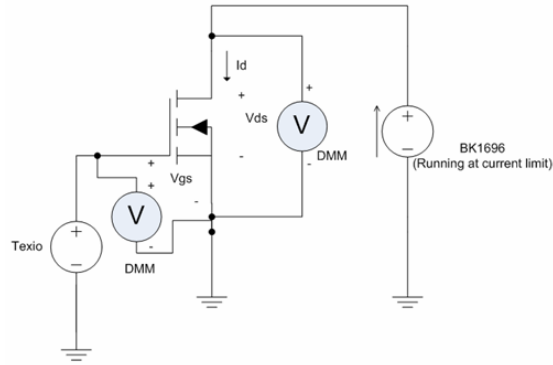 Id
+
+
Vds
V
DMM
-
-
+
-
BK1696
(Running at current limit)
+
+
Vgs
-
V
-
DMM
Texio
+
-